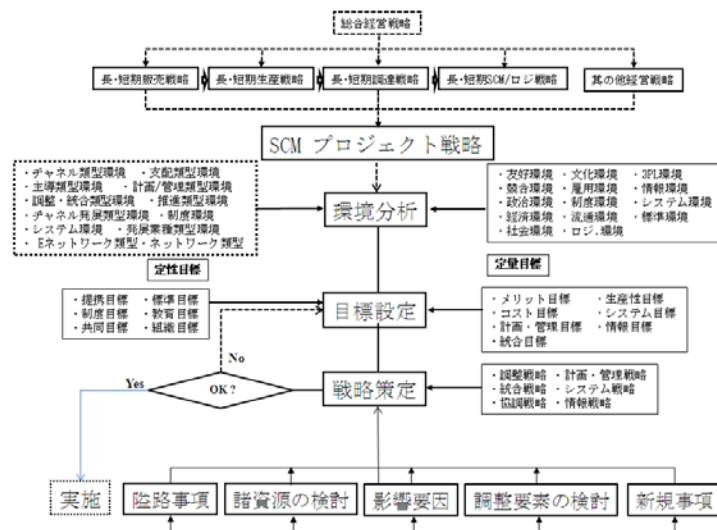 総合経営戦略
長・短期販売戦略
長・短期生産戦略
長・短期調達戦略
長・短期SCM/ロジ戦略
其の他経営戦略
SCM プロジェクト戦略
・チャネル類型環境 ・支配類型環境
・主導類型環境 ・計画/管理類型環境
・調整・統合類型環境 ・推進類型環境
・チャネル発展類型環境 ・制度環境
・システム環境 ・発展業種類型環境
・Eネットワーク類型・ネットワーク類型
環境分析
・友好環境 ・文化環境 ・3PL環境
・競合環境 ・雇用環境 ・情報環境
・政治環境 ・制度環境 ・システム環境
・経済環境 ・流通環境 ・標準環境
・社会環境 ・ロジ.環境
定性目標
定量目標
・提携目標 ・標準目標
・制度目標 ・教育目標
・共同目標 ・組織目標
目標設定
・メリット目標 ・生産性目標
・コスト目標 ・システム目標
・計画・管理目標 ・情報目標
・統合目標
No
Yes
OK?
戦略策定
・調整戦略 ・計画・管理戦略
・統合戦略 ・システム戦略
・協調戦略 ・情報戦略
実施
隘路事項
諸資源の検討
影響要因
調整要素の検討
新規事項